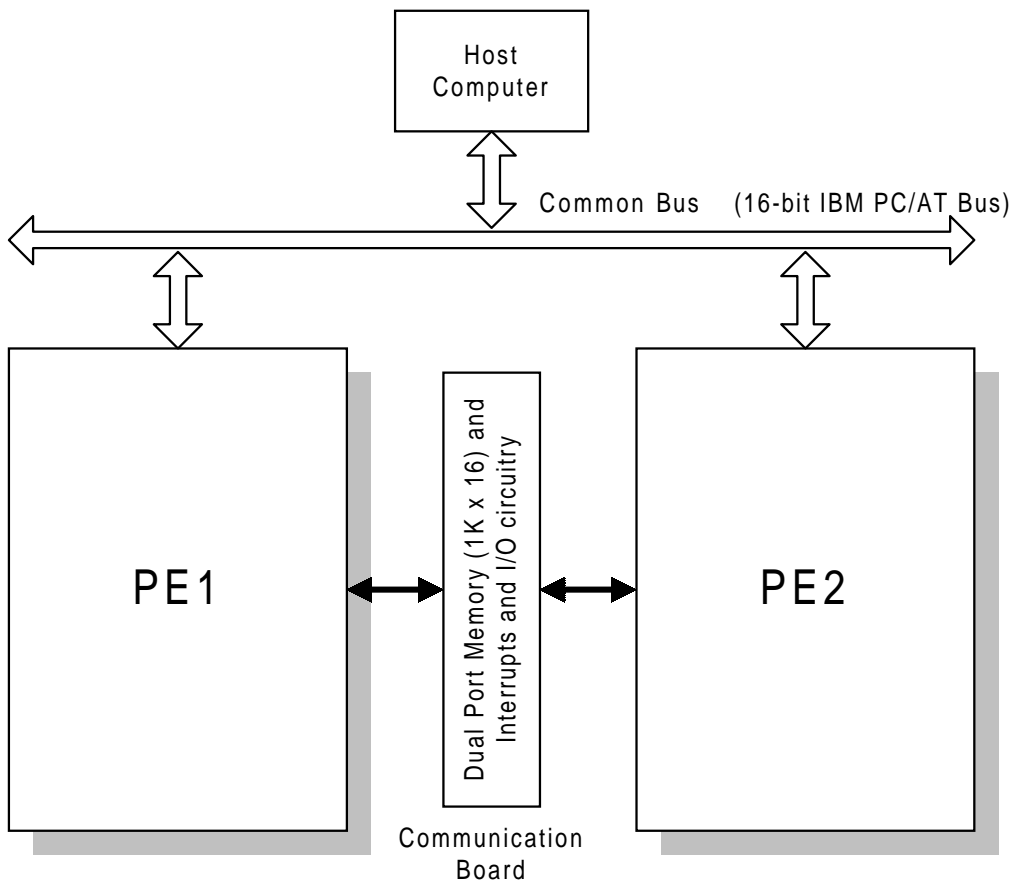 Host
Computer
Common Bus (16-bit IBM PC/AT Bus)
PE1
Dual Port Memory (1K x 16) and
Interrupts and I/O circuitry
PE2
Communication
Board